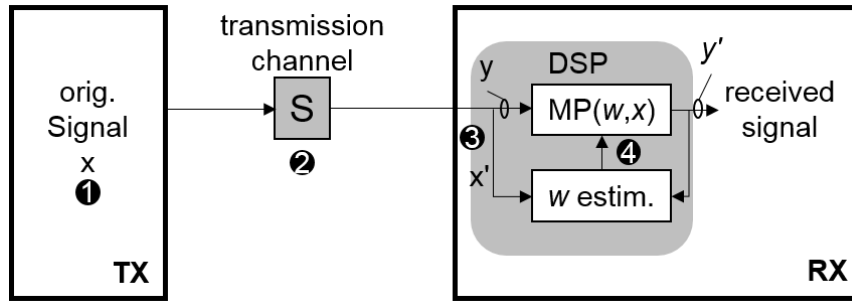 transmission
channel
orig.
Signal
x
❶
TX
S
❷
❸
y
DSP
y'
MP(w,x)
❹
x'
w estim.
received
signal
RX